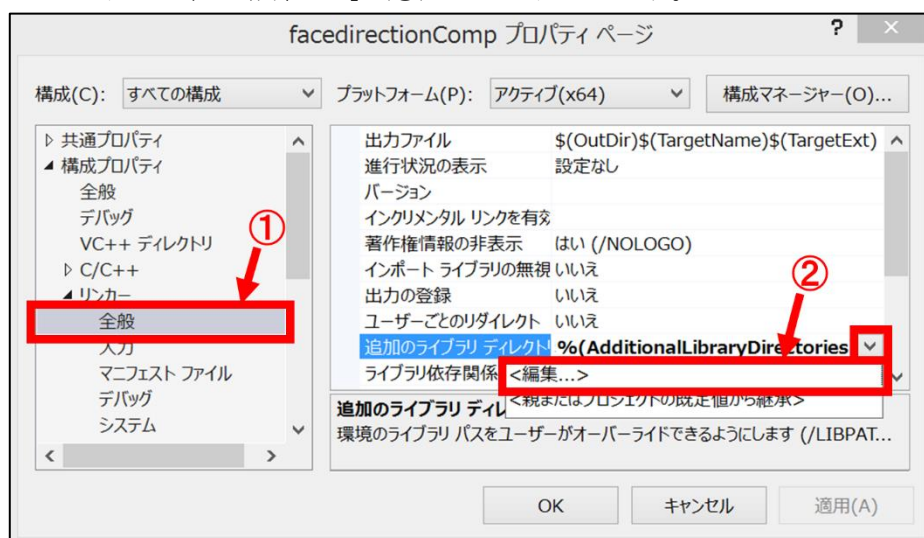 facedirectionComp プロパティ ページ ? ×
構成(C): すべての構成 プラットフォーム(P): アクティブ(x64) 構成マネージャー(O)...
▷ 共通プロパティ
◢ 構成プロパティ
全般
デバッグ
VC++ ディレクトリ
▷ C/C++
◢ リンカー
全般
入力
マニフェスト ファイル
デバッグ
システム
①
出力ファイル $(OutDir)$(TargetName)$(TargetExt)
進行状況の表示 設定なし
バージョン
インクリメンタル リンクを有効
著作権情報の非表示 はい (/NOLOGO)
インポート ライブラリの無視 いいえ
出力の登録 いいえ
ユーザーごとのリダイレクト いいえ
追加のライブラリ ディレクトリ %(AdditionalLibraryDirectories
ライブラリ依存関係 <編集...>
<親またはプロジェクトの既定値から継承>
②
追加のライブラリ ディレ
環境のライブラリ パスをユーザーがオーバーライドできるようにします (/LIBPAT...
OK キャンセル 適用(A)